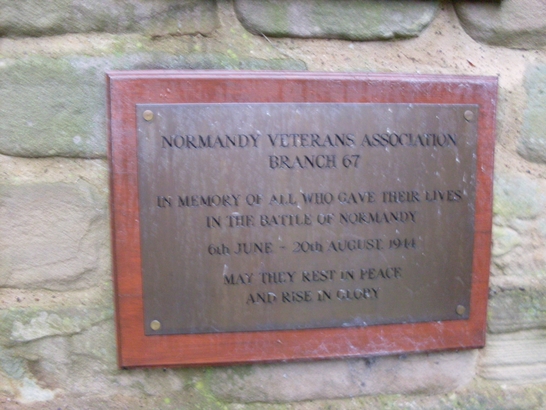 NORMANDY VETERANS ASSOCIATION
BRANCH 67
IN MEMORY OF ALL WHO GAVE THEIR LIVES
IN THE BATTLE OF NORMANDY
6th JUNE - 20th AUGUST 1944
MAY THEY REST IN PEACE
AND RISE IN GLORY